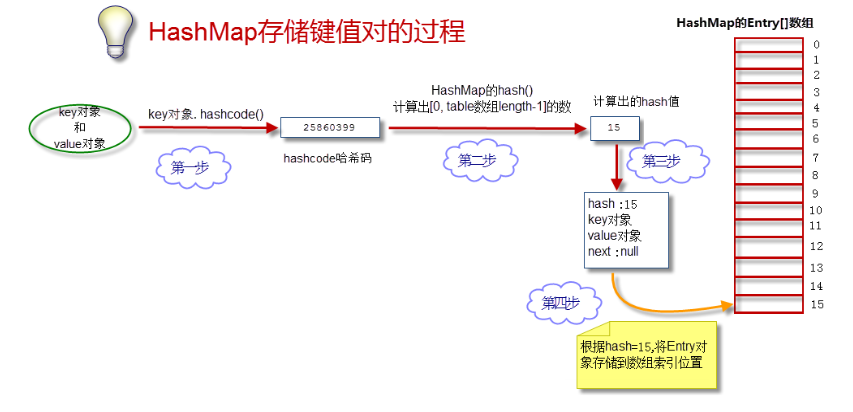 HashMap存储键值对的过程
HashMap的Entry[]数组
key对象
和
value对象
key对象. hashcode()
第一步
25860399
hashcode哈希码
HashMap的hash()
计算出[0, table数组length-1]的数
第二步
计算出的hash值
15
第三步
hash :15
key对象
value对象
next :null
第四步
根据hash=15,将Entry对
象存储到数组索引位置
0
1
2
3
4
5
6
7
8
9
10
11
12
13
14
15